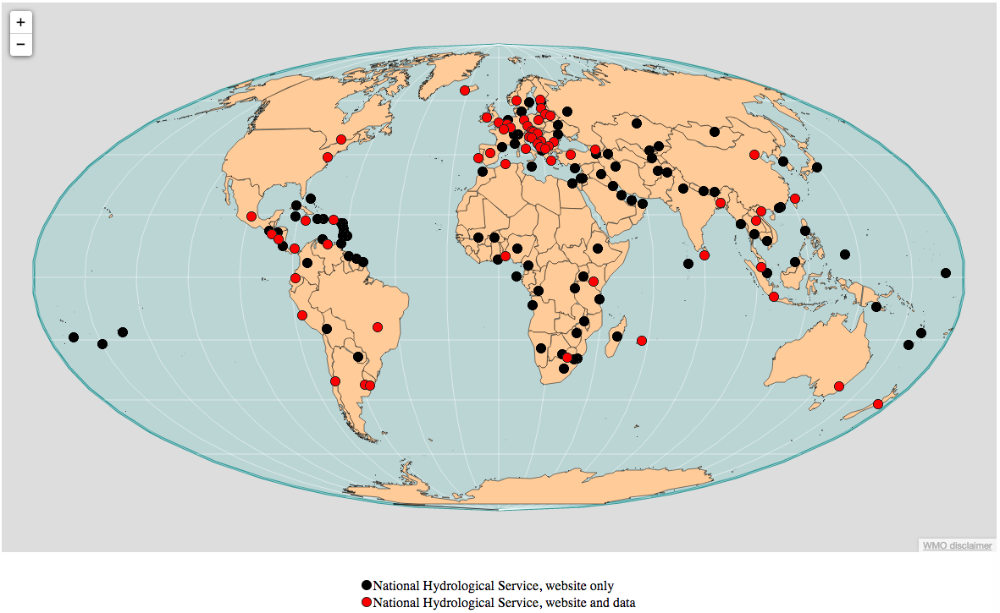 +
−
WMO disclaimer
National Hydrological Service, website only
National Hydrological Service, website and data